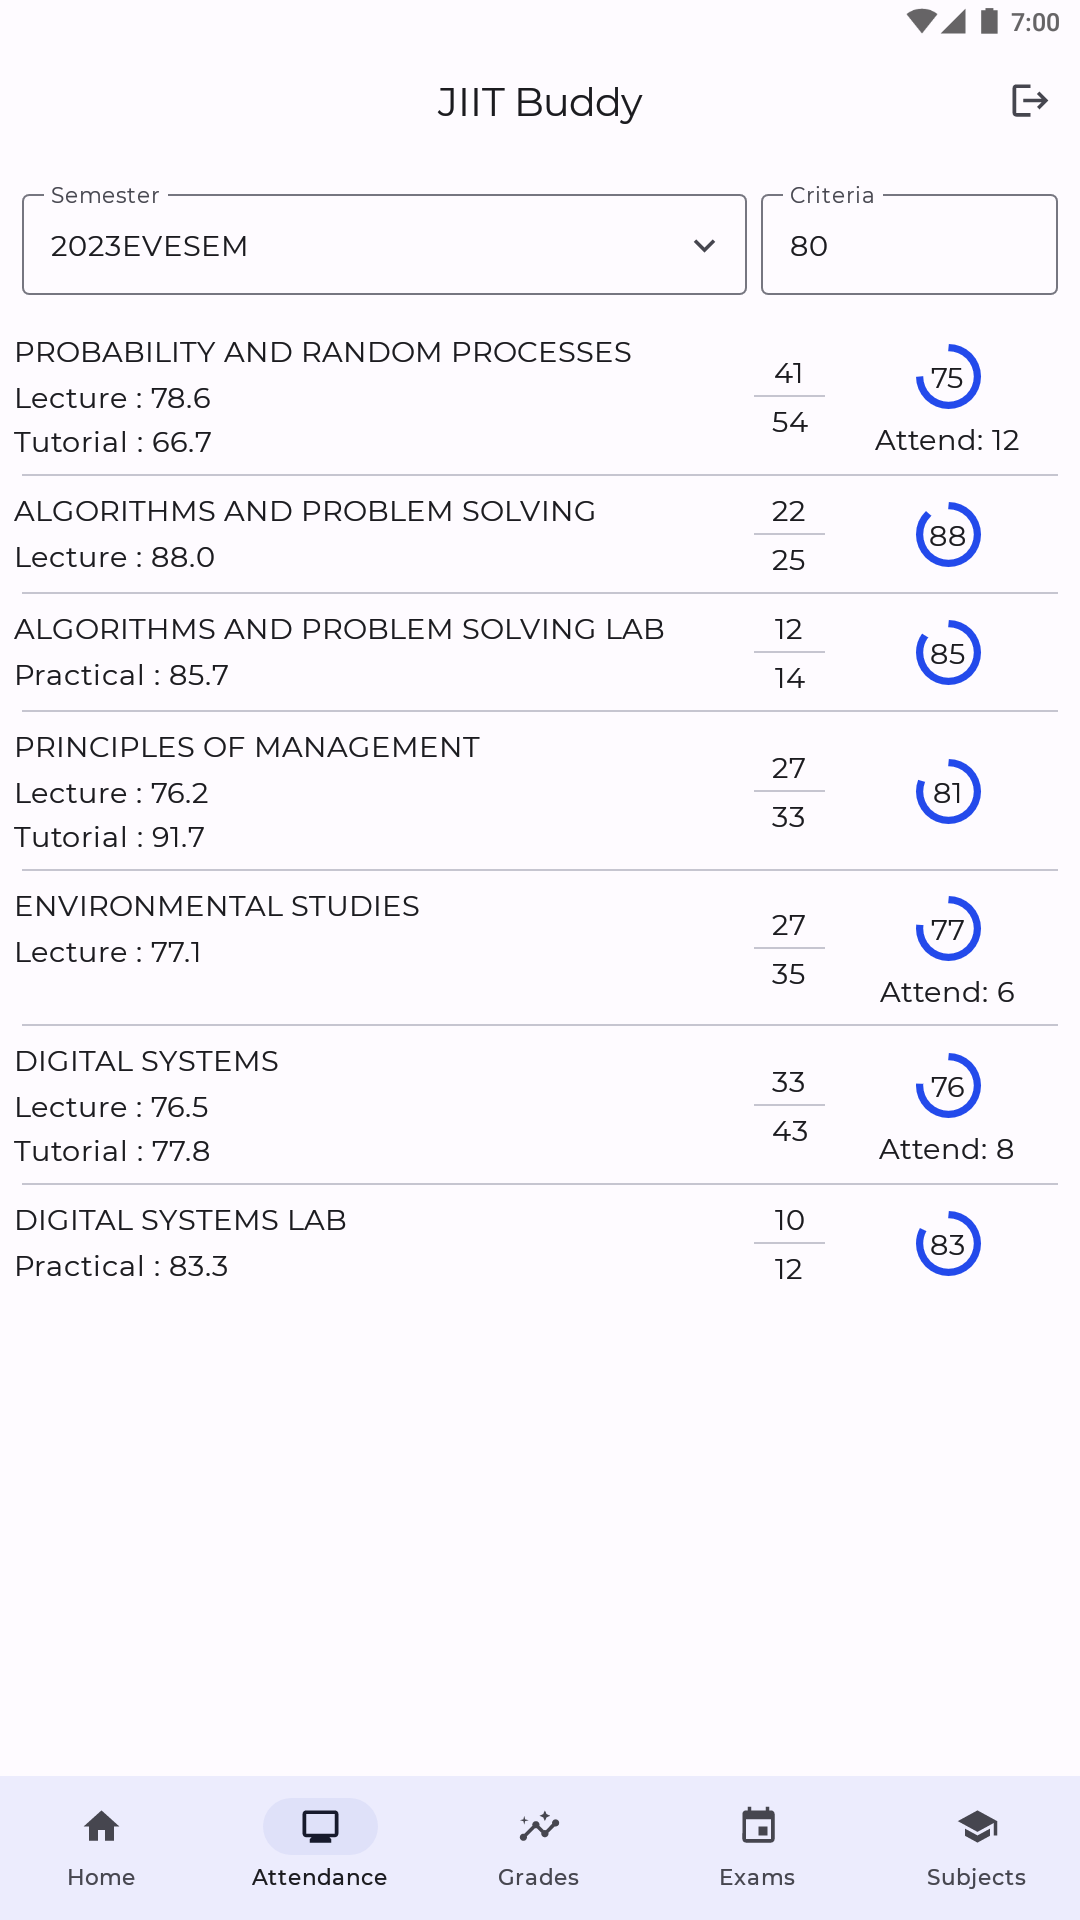 7:00
JIIT Buddy
Semester
Criteria
2023EVESEM
80
PROBABILITY AND RANDOM PROCESSES
Lecture : 78.6
Tutorial : 66.7
41
54
75
Attend: 12
ALGORITHMS AND PROBLEM SOLVING
Lecture : 88.0
22
25
88
ALGORITHMS AND PROBLEM SOLVING LAB
Practical : 85.7
12
14
85
PRINCIPLES OF MANAGEMENT
Lecture : 76.2
Tutorial : 91.7
27
33
81
ENVIRONMENTAL STUDIES
Lecture : 77.1
27
35
77
Attend: 6
DIGITAL SYSTEMS
Lecture : 76.5
Tutorial : 77.8
33
43
76
Attend: 8
DIGITAL SYSTEMS LAB
Practical : 83.3
10
12
83
Home
Attendance
Grades
Exams
Subjects